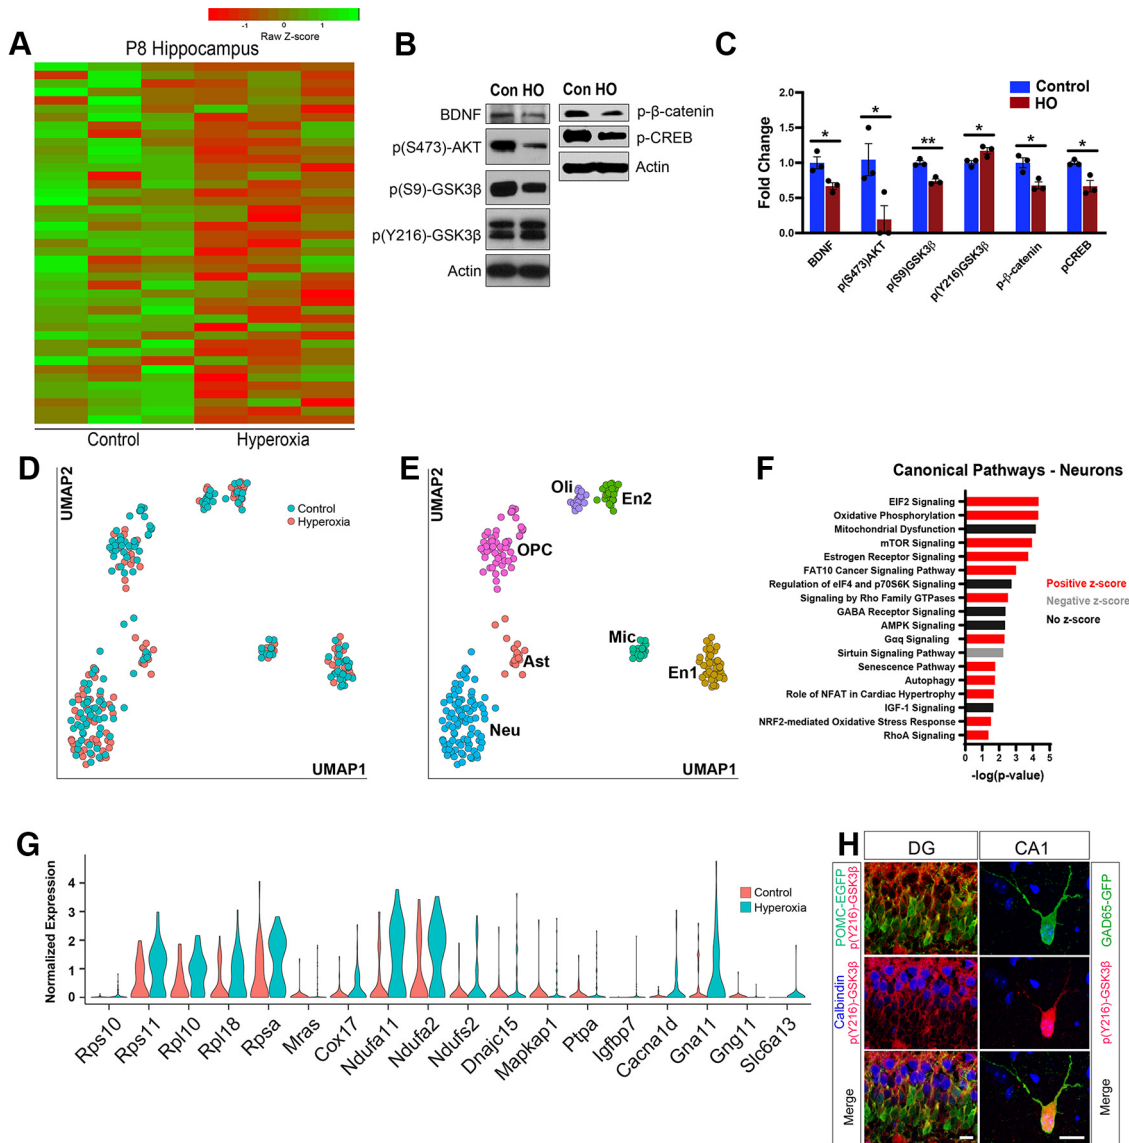 -1 0 1
Raw Z-score
A
P8 Hippocampus
Control Hyperoxia
B
Con HO
BDNF
p(S473)-AKT
p(S9)-GSK3β
p(Y216)-GSK3β
Actin
Con HO
p-β-catenin
p-CREB
Actin
C
Control
HO
Fold Change
2.0
1.5
1.0
0.5
0.0
* * ** * * *
BDNF
p(S473)AKT
p(S9)GSK3β
p(Y216)GSK3β
p-β-catenin
pCREB
D
UMAP2
Control
Hyperoxia
UMAP1
E
UMAP2
Oli
En2
OPC
Mic
Ast
En1
Neu
UMAP1
F
Canonical Pathways - Neurons
EIF2 Signaling
Oxidative Phosphorylation
Mitochondrial Dysfunction
mTOR Signaling
Estrogen Receptor Signaling
FAT10 Cancer Signaling Pathway
Regulation of eIF4 and p70S6K Signaling
Signaling by Rho Family GTPases
GABA Receptor Signaling
AMPK Signaling
Gqq Signaling
Sirtuin Signaling Pathway
Senescence Pathway
Autophagy
Role of NFAT in Cardiac Hypertrophy
IGF-1 Signaling
NRF2-mediated Oxidative Stress Response
RhoA Signaling
Positive z-score
Negative z-score
No z-score
0 1 2 3 4 5
-log(p-value)
G
Normalized Expression
4
3
2
1
0
Control
Hyperoxia
Rps10
Rps11
Rpl10
Rpl18
Rpsa
Mras
Cox17
Ndufa11
Ndufa2
Ndufs2
Dnajc15
Mapkap1
Ptpa
Igfbp7
Cacna1d
Gna11
Gng11
Slc6a13
H
DG CA1
POMC-EGFP
p(Y216)-GSK3β
GAD65-GFP
Calbindin
p(Y216)-GSK3β
p(Y216)-GSK3β
Merge
Merge